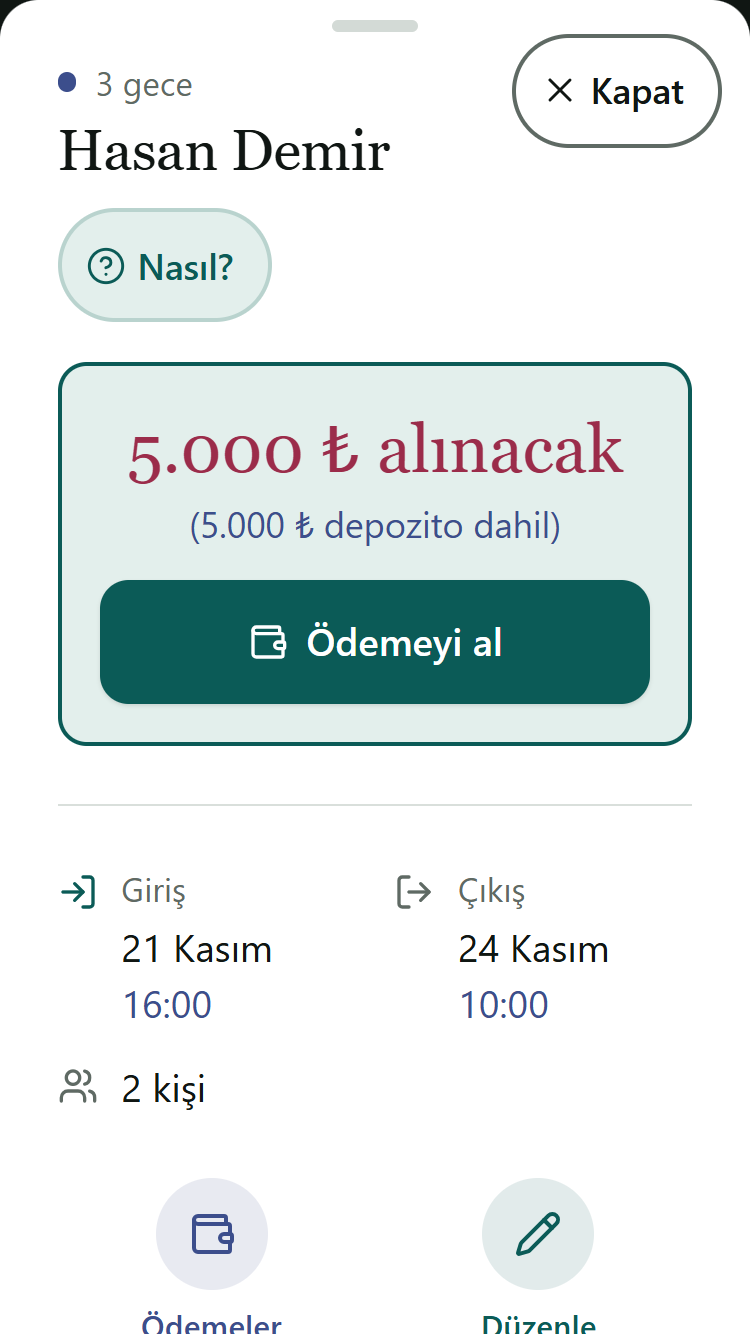 3 gece
Kapat
Hasan Demir
Nasıl?
5.000 ₺ alınacak
(5.000 ₺ depozito dahil)
Ödemeyi al
Giriş
21 Kasım
16:00
Çıkış
24 Kasım
10:00
2 kişi
Ödemeler
Düzenle